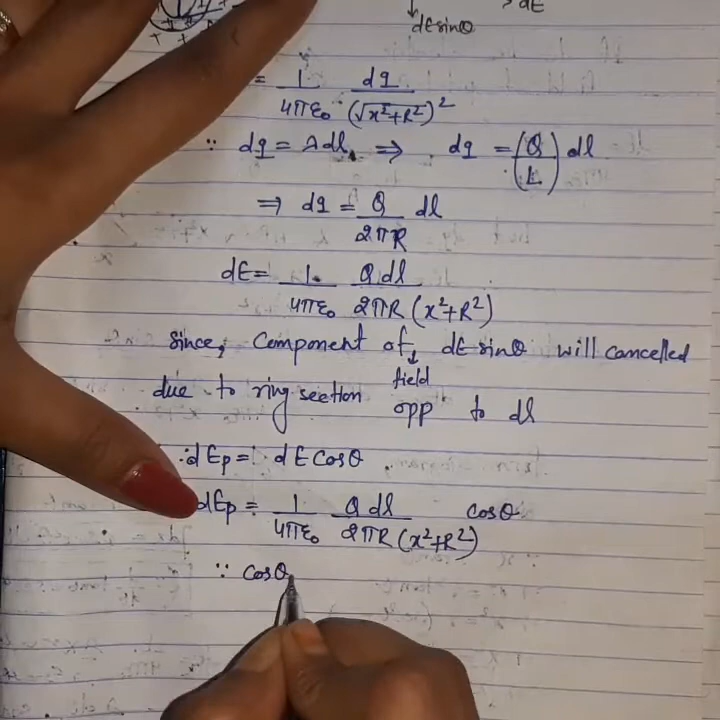 dE
dEsinθ
= 1/4πε₀ dq/(√x²+R²)²
∵ dq = λdl, ⇒ dq = (Q/L) dl
⇒ dq = Q/2πR dl
dE = 1/4πε₀ Q dl/2πR(x²+R²)
Since, Component of dE sinθ will cancelled
↓ field
due to ring section opp to dl
∴ dEp = dE Cosθ
dEp = 1/4πε₀ Q dl/2πR(x²+R²) cosθ
∵ cosθ